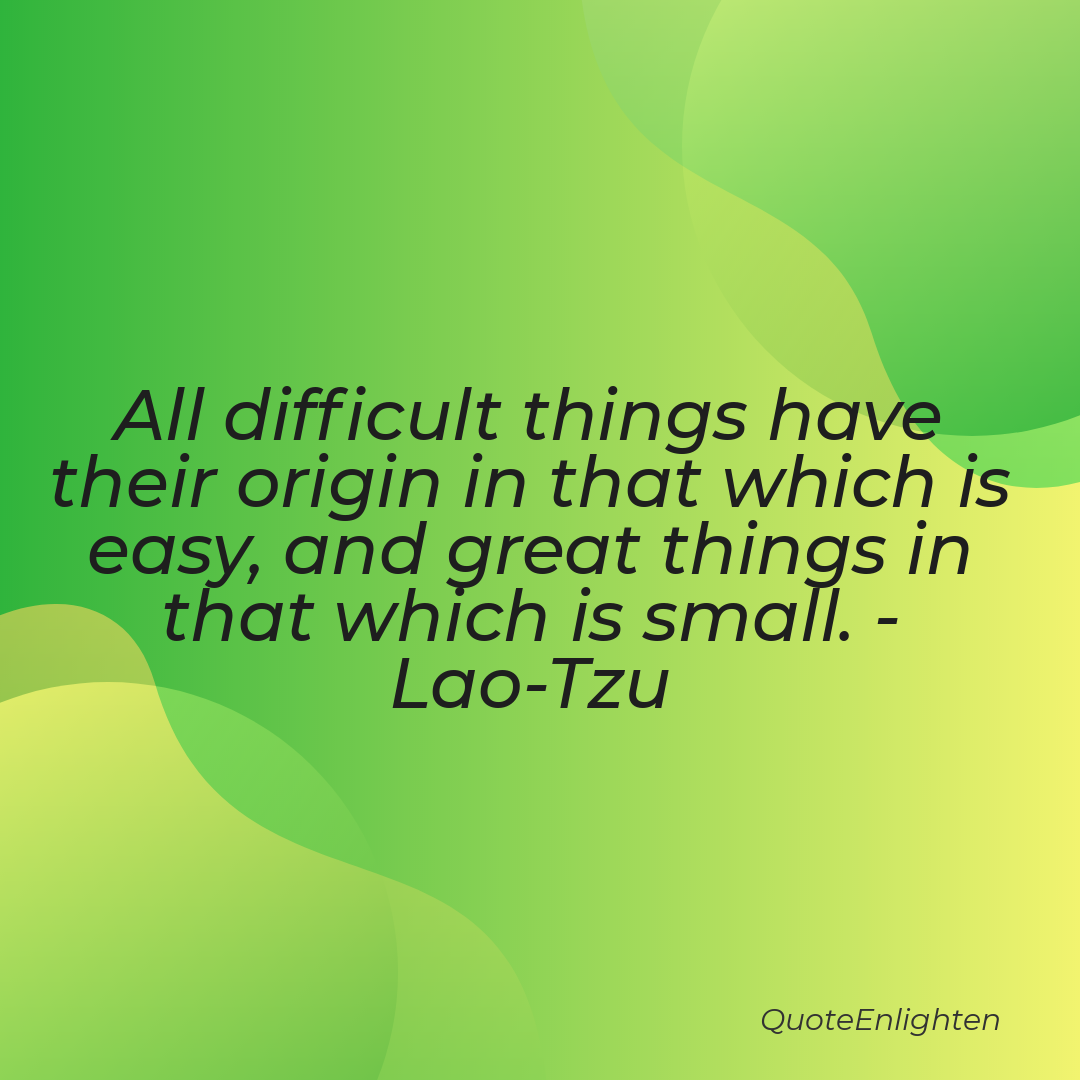 All difficult things have
their origin in that which is
easy, and great things in
that which is small. -
Lao-Tzu
QuoteEnlighten